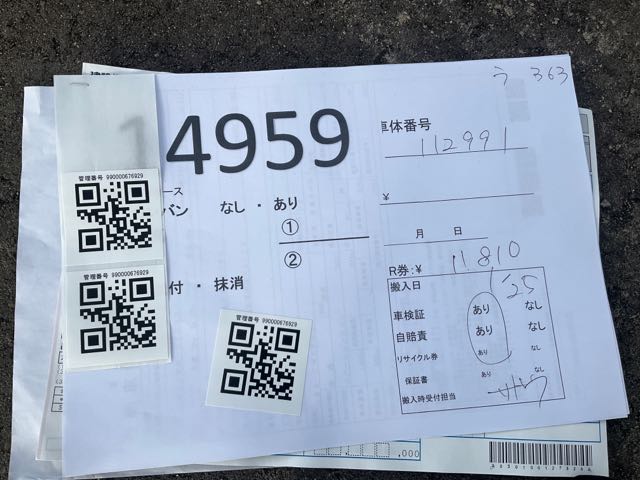 う 363
4959
車体番号
112991
管理番号 990000676929
ース
バン なし ・ あり
¥
①
②
月 日
R券:¥ 11810
管理番号 990000676929
付 ・ 抹消
搬入日 '25
車検証 あり なし
自賠責 あり なし
リサイクル券 あり なし
保証書 あり なし
搬入時受付担当
管理番号 990000676929
,000